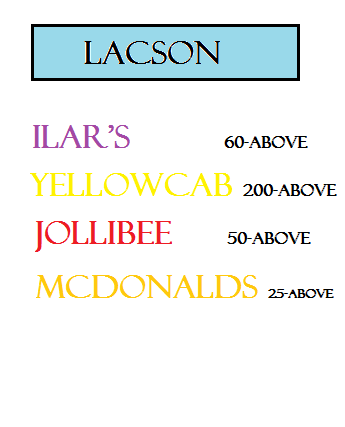 LACSON
ILAR'S 60-ABOVE
YELLOWCAB 200-ABOVE
JOLLIBEE 50-ABOVE
MCDONALDS 25-ABOVE